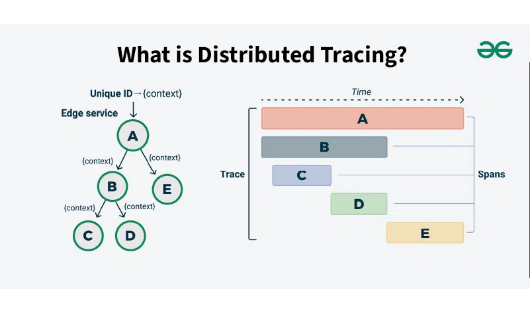 What is Distributed Tracing?
Unique ID→{context}
Edge service
A
{context}
{context}
B
E
{context}
{context}
C
D
Time
A
B
Trace
C
Spans
D
E